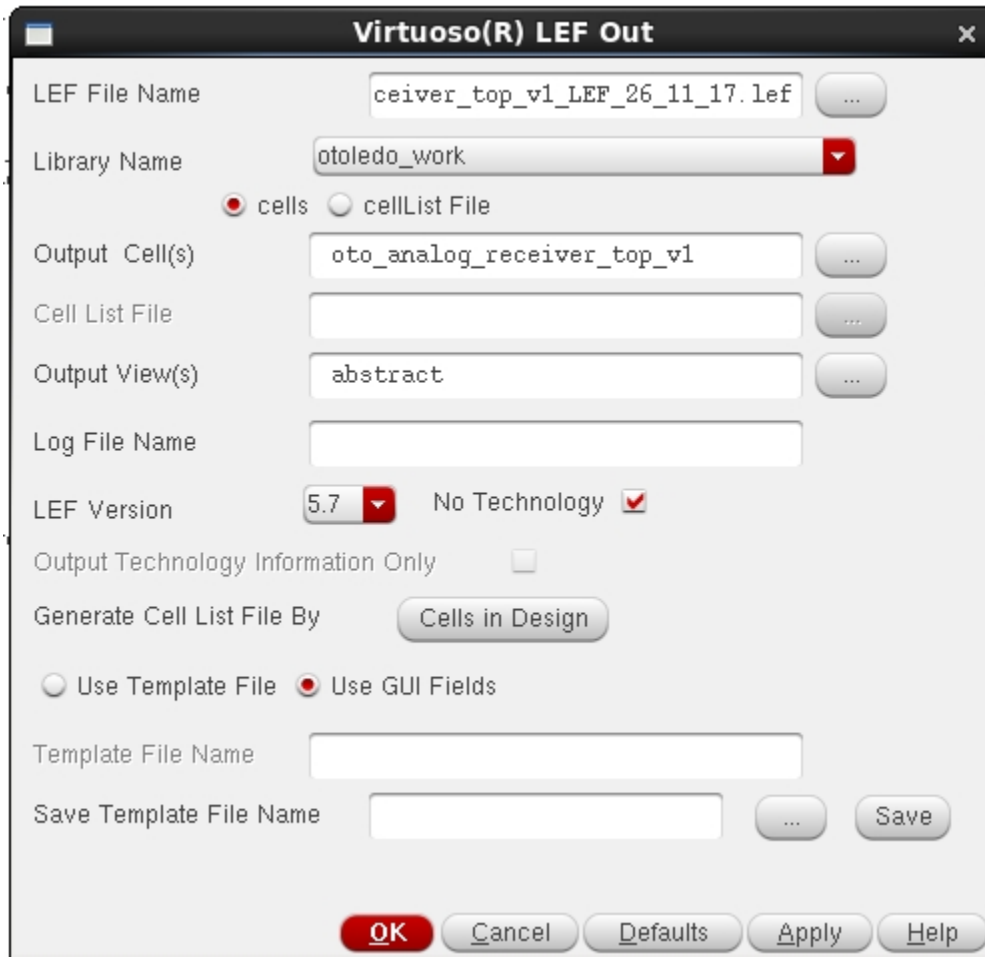 Virtuoso(R) LEF Out
LEF File Name ceiver_top_v1_LEF_26_11_17.lef ...
Library Name otoledo_work
cells cellList File
Output Cell(s) oto_analog_receiver_top_v1 ...
Cell List File ...
Output View(s) abstract ...
Log File Name
LEF Version 5.7 No Technology
Output Technology Information Only
Generate Cell List File By Cells in Design
Use Template File Use GUI Fields
Template File Name
Save Template File Name ... Save
OK Cancel Defaults Apply Help